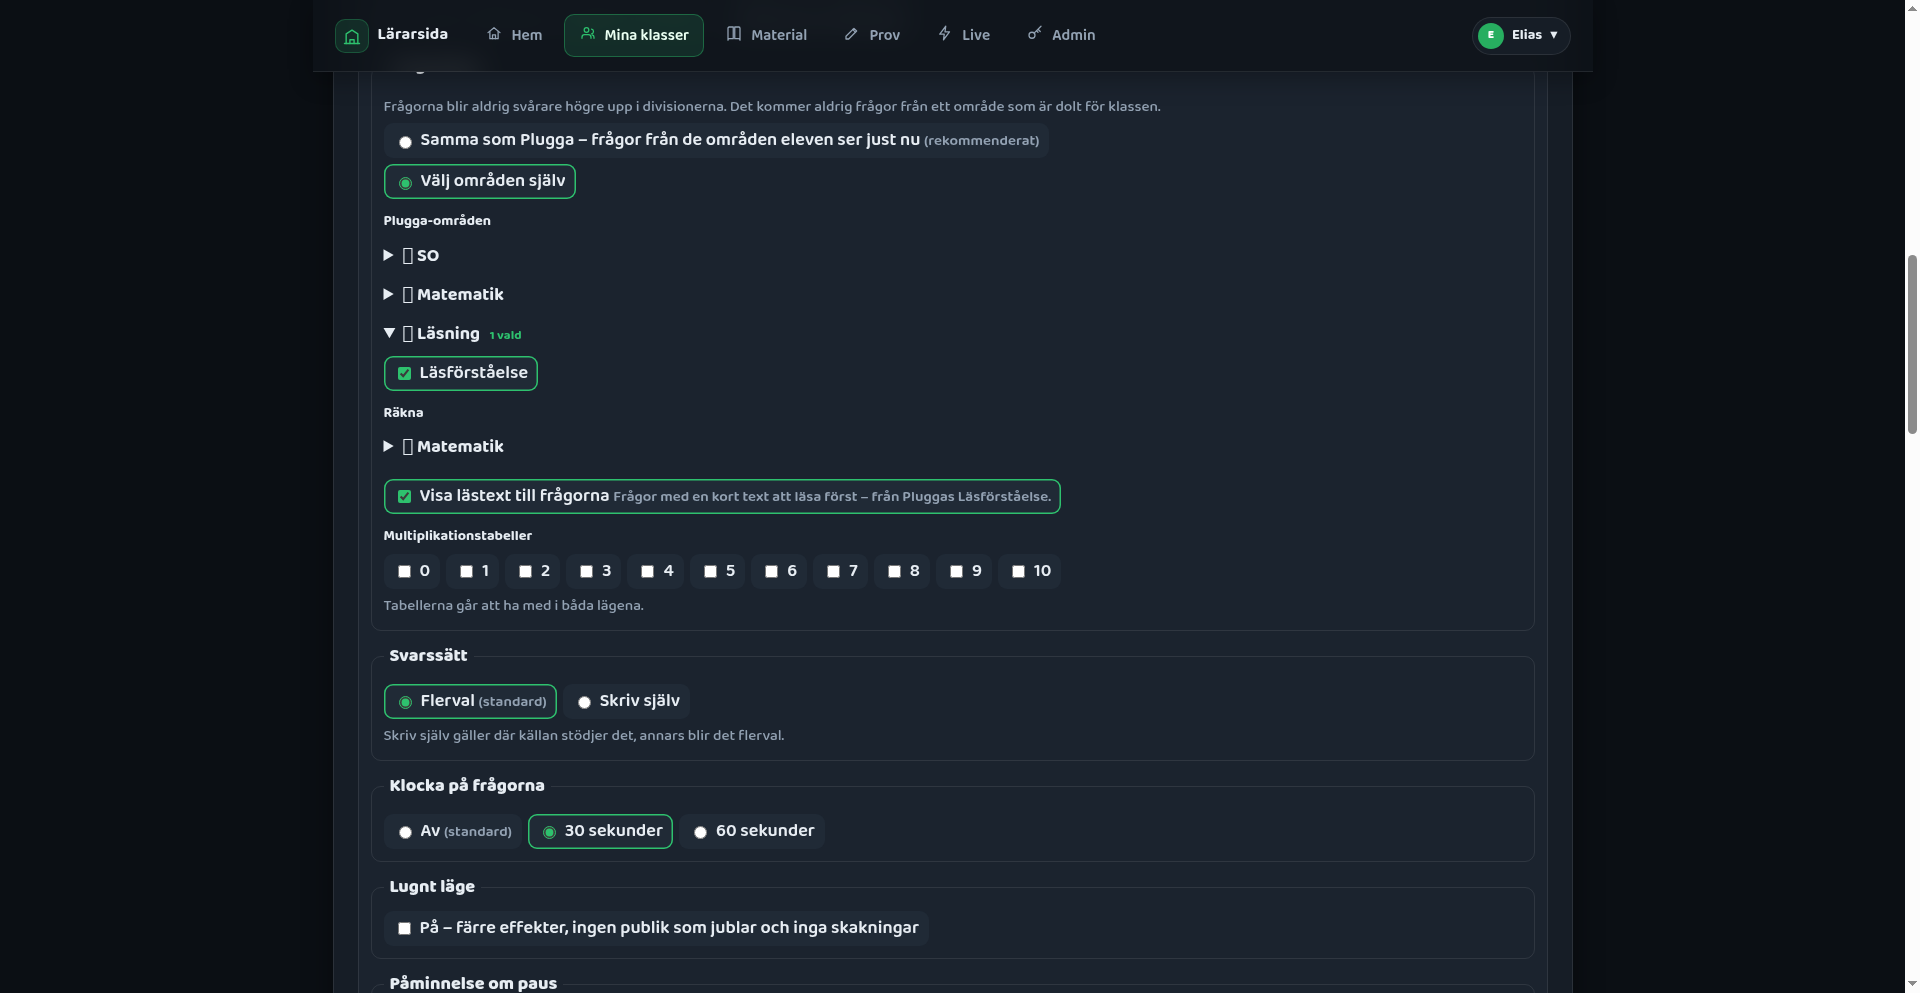 Lärarsida
Hem
Mina klasser
Material
Prov
Live
Admin
E
Elias ▼
Frågorna blir aldrig svårare högre upp i divisionerna. Det kommer aldrig frågor från ett område som är dolt för klassen.
Samma som Plugga – frågor från de områden eleven ser just nu (rekommenderat)
Välj områden själv
Plugga-områden
SO
Matematik
Läsning 1 vald
Läsförståelse
Räkna
Matematik
Visa lästext till frågorna Frågor med en kort text att läsa först – från Pluggas Läsförståelse.
Multiplikationstabeller
0 1 2 3 4 5 6 7 8 9 10
Tabellerna går att ha med i båda lägena.
Svarssätt
Flerval (standard) Skriv själv
Skriv själv gäller där källan stödjer det, annars blir det flerval.
Klocka på frågorna
Av (standard) 30 sekunder 60 sekunder
Lugnt läge
På – färre effekter, ingen publik som jublar och inga skakningar
Påminnelse om paus